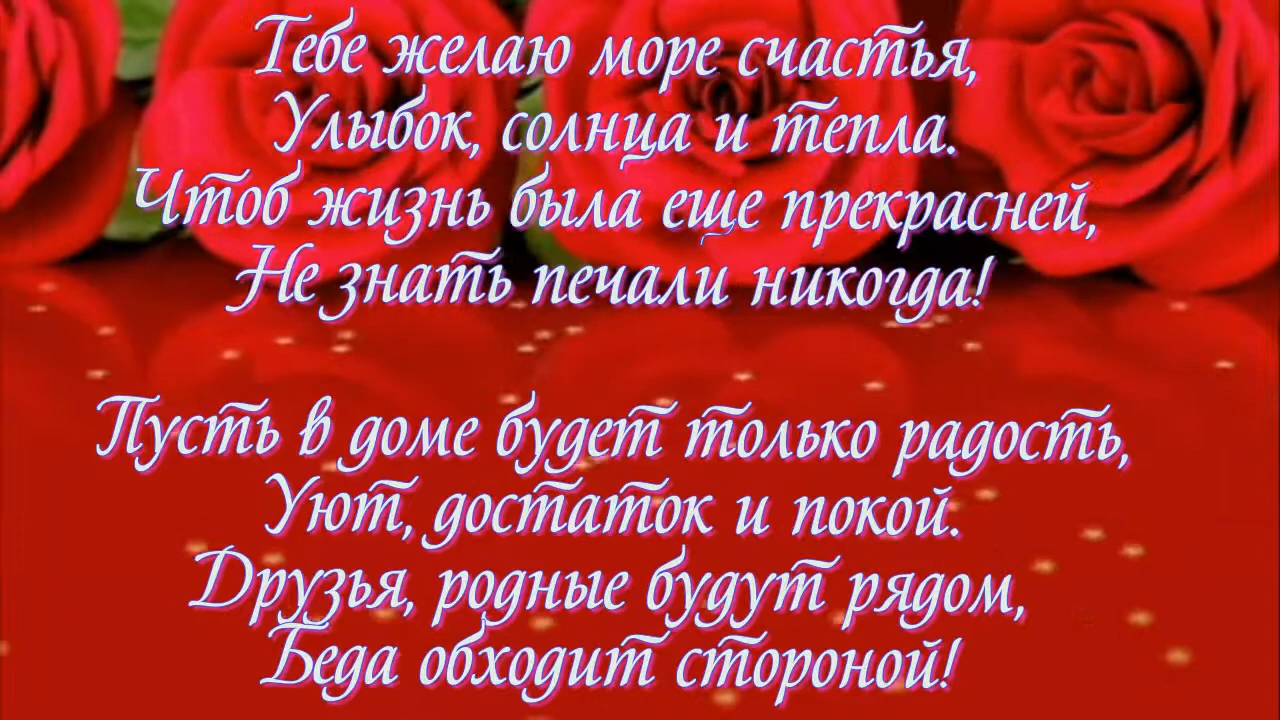 Тебе желаю море счастья,
Улыбок, солнца и тепла.
Чтоб жизнь была еще прекрасней,
Не знать печали никогда!
Пусть в доме будет только радость,
Уют, достаток и покой.
Друзья, родные будут рядом,
Беда обходит стороной!